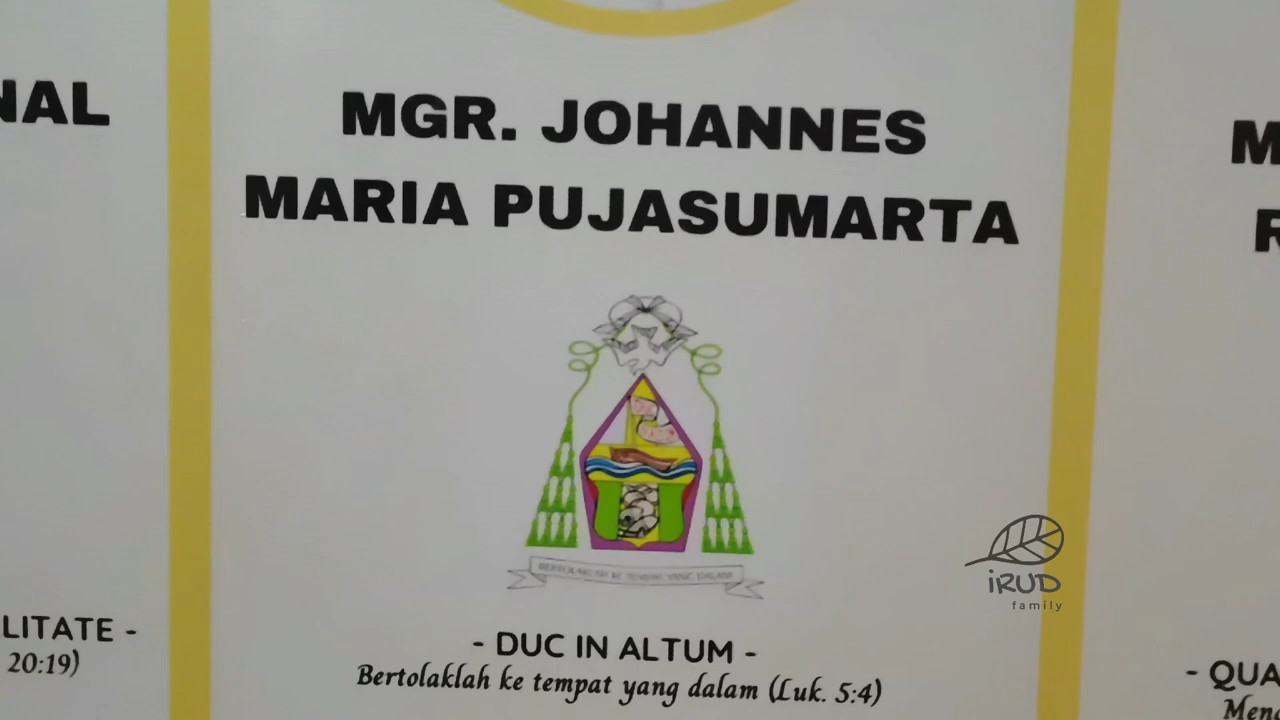 NAL
MGR. JOHANNES
MARIA PUJASUMARTA
BERTOLAKLAH KE TEMPAT YANG DALAM
- DUC IN ALTUM -
Bertolaklah ke tempat yang dalam (Luk. 5:4)
LITATE -
20:19)
M
R
- QUA
Meng
iRUD
family